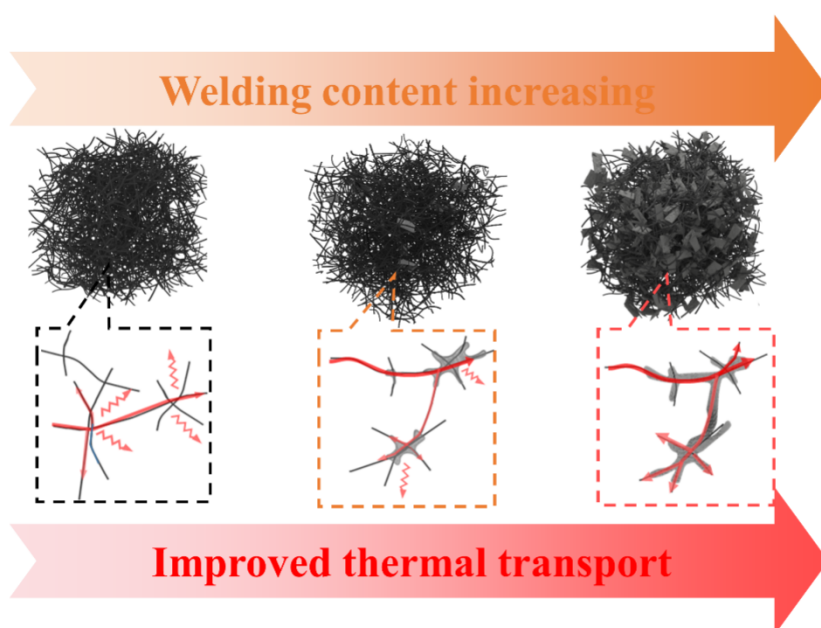 Welding content increasing
Improved thermal transport